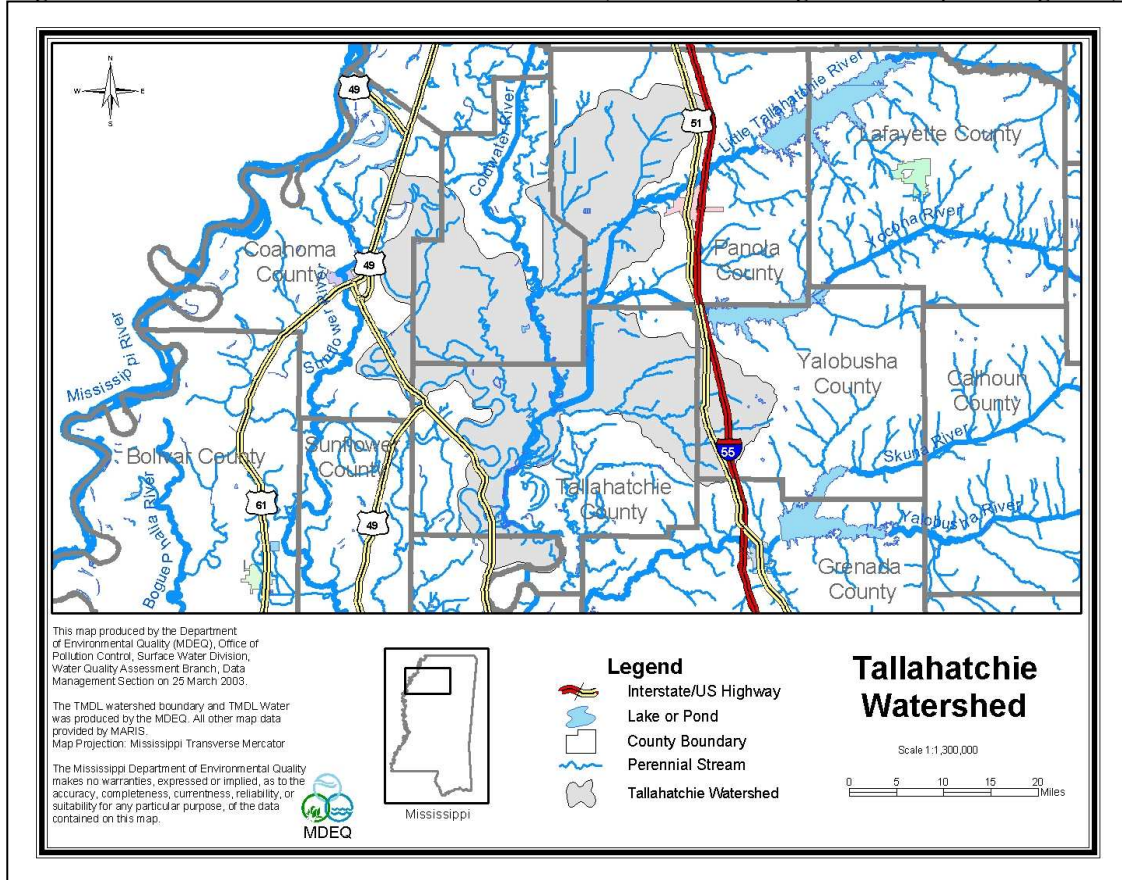 N
W E
S
49
51
Little Tallahatchie River
Lafayette County
Coldwater River
Yocona River
Coahoma
County
49
Panola
County
Sunflower River
Mississippi River
Yalobusha
County
Calhoun
County
Bolivar County
Sunflower
County
55
Skuna River
Tallahatchie
County
61
49
Yalobusha River
Bogue Phalia River
Grenada
County
This map produced by the Department
of Environmental Quality (MDEQ), Office of
Pollution Control, Surface Water Division,
Water Quality Assessment Branch, Data
Management Section on 25 March 2003.
The TMDL watershed boundary and TMDL Water
was produced by the MDEQ. All other map data
provided by MARIS.
Map Projection: Mississippi Transverse Mercator
The Mississippi Department of Environmental Quality
makes no warranties, expressed or implied, as to the
accuracy, completeness, currentness, reliability, or
suitability for any particular purpose, of the data
contained on this map.
MDEQ
Mississippi
Legend
Interstate/US Highway
Lake or Pond
County Boundary
Perennial Stream
Tallahatchie Watershed
Tallahatchie
Watershed
Scale 1:1,300,000
0 5 10 15 20
Miles